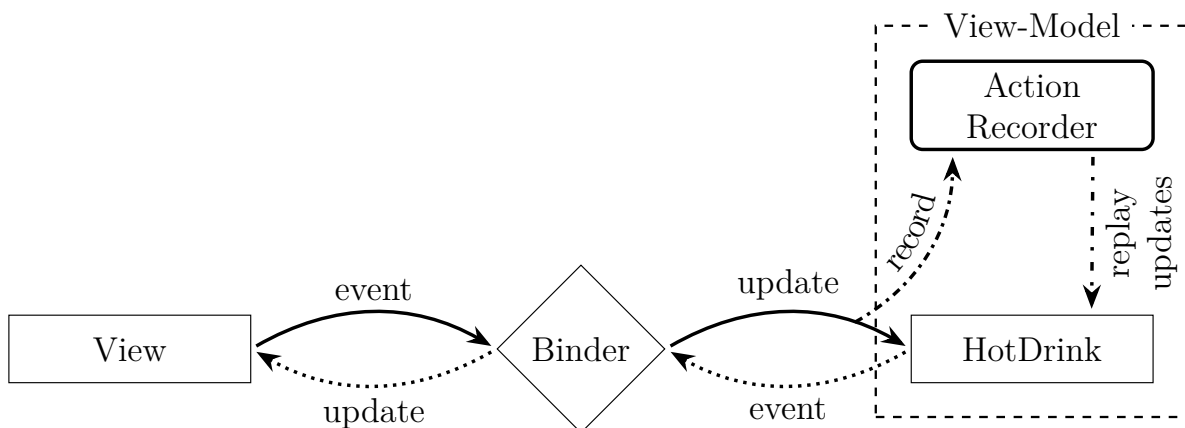 View-Model
Action
Recorder
record
replay
updates
event
update
View
Binder
HotDrink
update
event